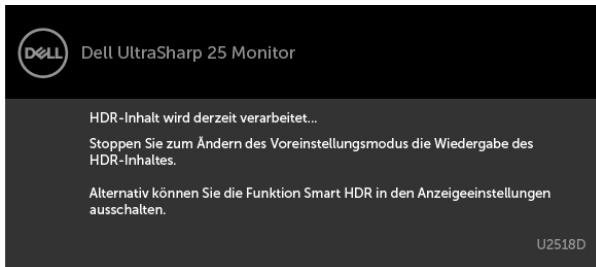 DELL Dell UltraSharp 25 Monitor
HDR-Inhalt wird derzeit verarbeitet...
Stoppen Sie zum Ändern des Voreinstellungsmodus die Wiedergabe des
HDR-Inhaltes.
Alternativ können Sie die Funktion Smart HDR in den Anzeigeeinstellungen
ausschalten.
U2518D